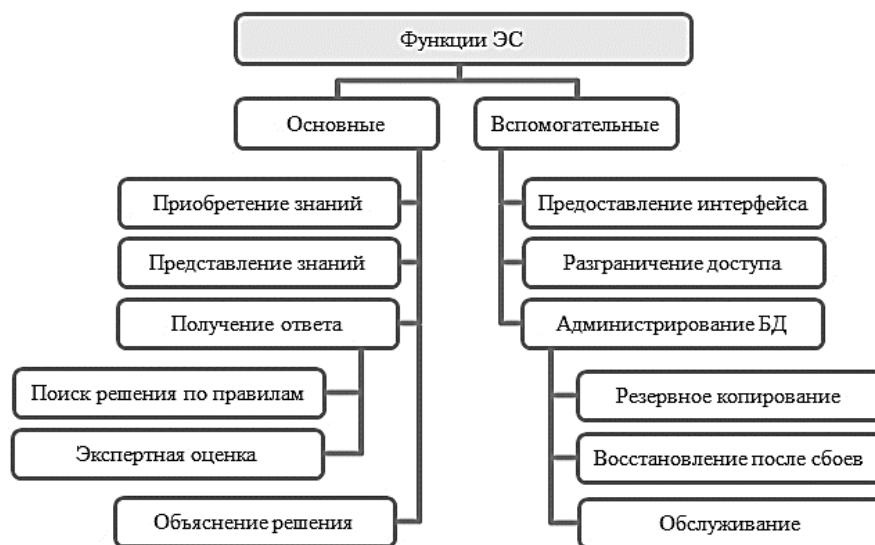 Функции ЭС
Основные
Вспомогательные
Приобретение знаний
Представление знаний
Получение ответа
Поиск решения по правилам
Экспертная оценка
Объяснение решения
Предоставление интерфейса
Разграничение доступа
Администрирование БД
Резервное копирование
Восстановление после сбоев
Обслуживание